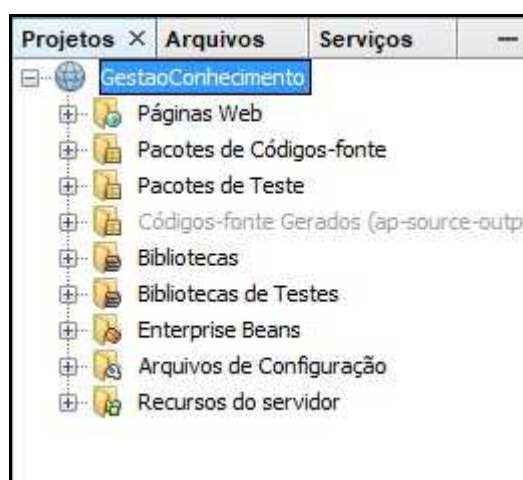 Projetos × Arquivos Serviços
GestaoConhecimento
Páginas Web
Pacotes de Códigos-fonte
Pacotes de Teste
Códigos-fonte Gerados (ap-source-outp
Bibliotecas
Bibliotecas de Testes
Enterprise Beans
Arquivos de Configuração
Recursos do servidor